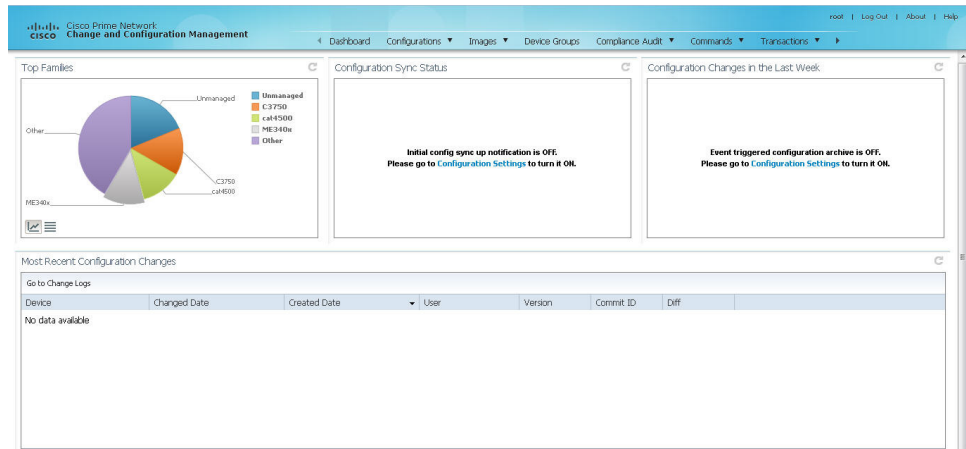 root | Log Out | About | Help
CISCO
Cisco Prime Network
Change and Configuration Management
Dashboard Configurations Images Device Groups Compliance Audit Commands Transactions
Top Families
Unmanaged
Other
C3750
cat4500
ME340x
Unmanaged
C3750
cat4500
ME340x
Other
Configuration Sync Status
Initial config sync up notification is OFF.
Please go to Configuration Settings to turn it ON.
Configuration Changes in the Last Week
Event triggered configuration archive is OFF.
Please go to Configuration Settings to turn it ON.
Most Recent Configuration Changes
Go to Change Logs
Device Changed Date Created Date User Version Commit ID Diff
No data available